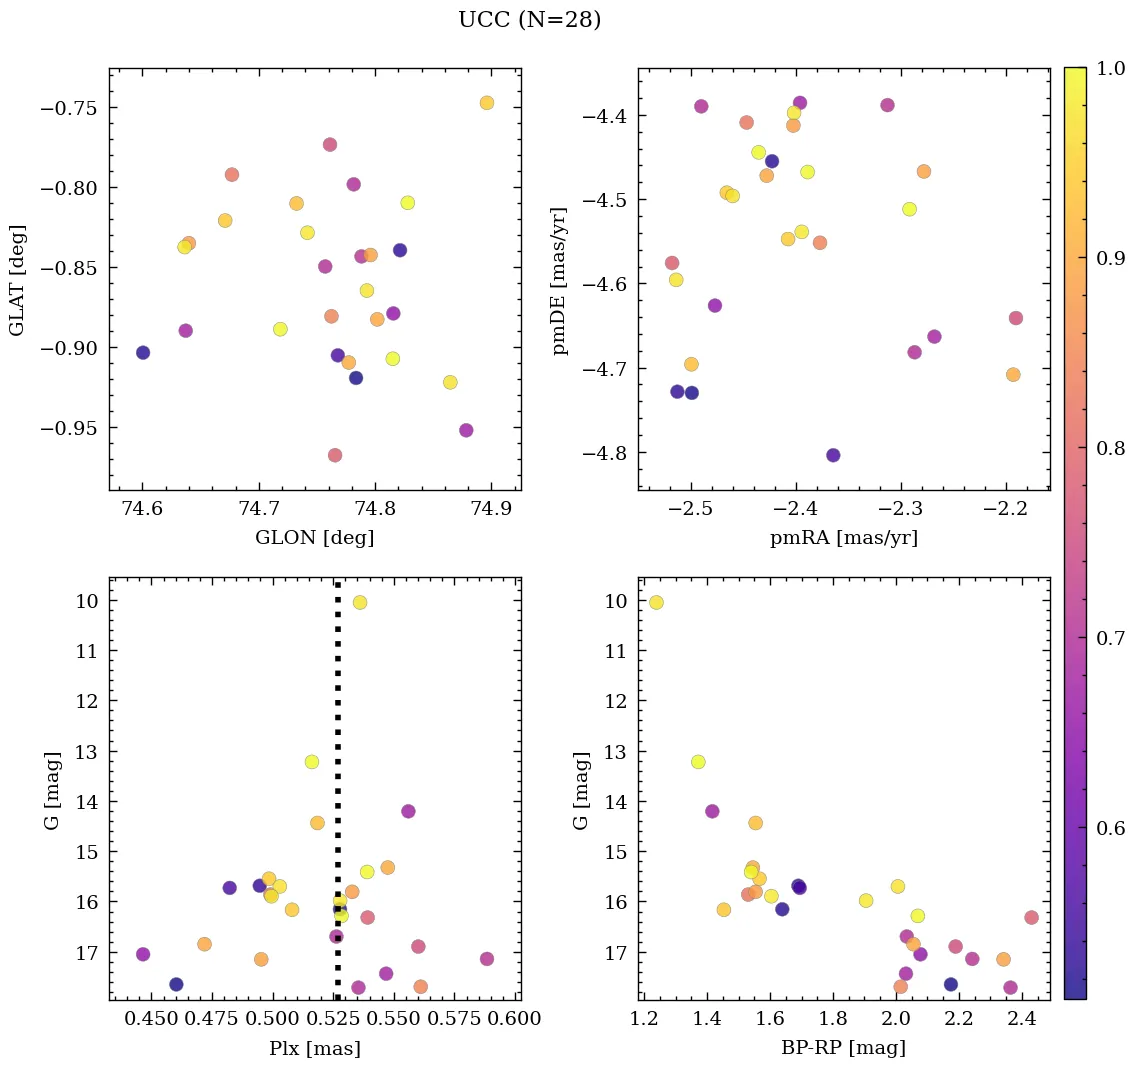 UCC (N=28)
−0.75
−0.80
−0.85
−0.90
−0.95
GLAT [deg]
74.6 74.7 74.8 74.9
GLON [deg]
−4.4
−4.5
−4.6
−4.7
−4.8
pmDE [mas/yr]
−2.5 −2.4 −2.3 −2.2
pmRA [mas/yr]
1.0
0.9
0.8
0.7
0.6
10
11
12
13
14
15
16
17
G [mag]
0.450 0.475 0.500 0.525 0.550 0.575 0.600
Plx [mas]
10
11
12
13
14
15
16
17
G [mag]
1.2 1.4 1.6 1.8 2.0 2.2 2.4
BP-RP [mag]